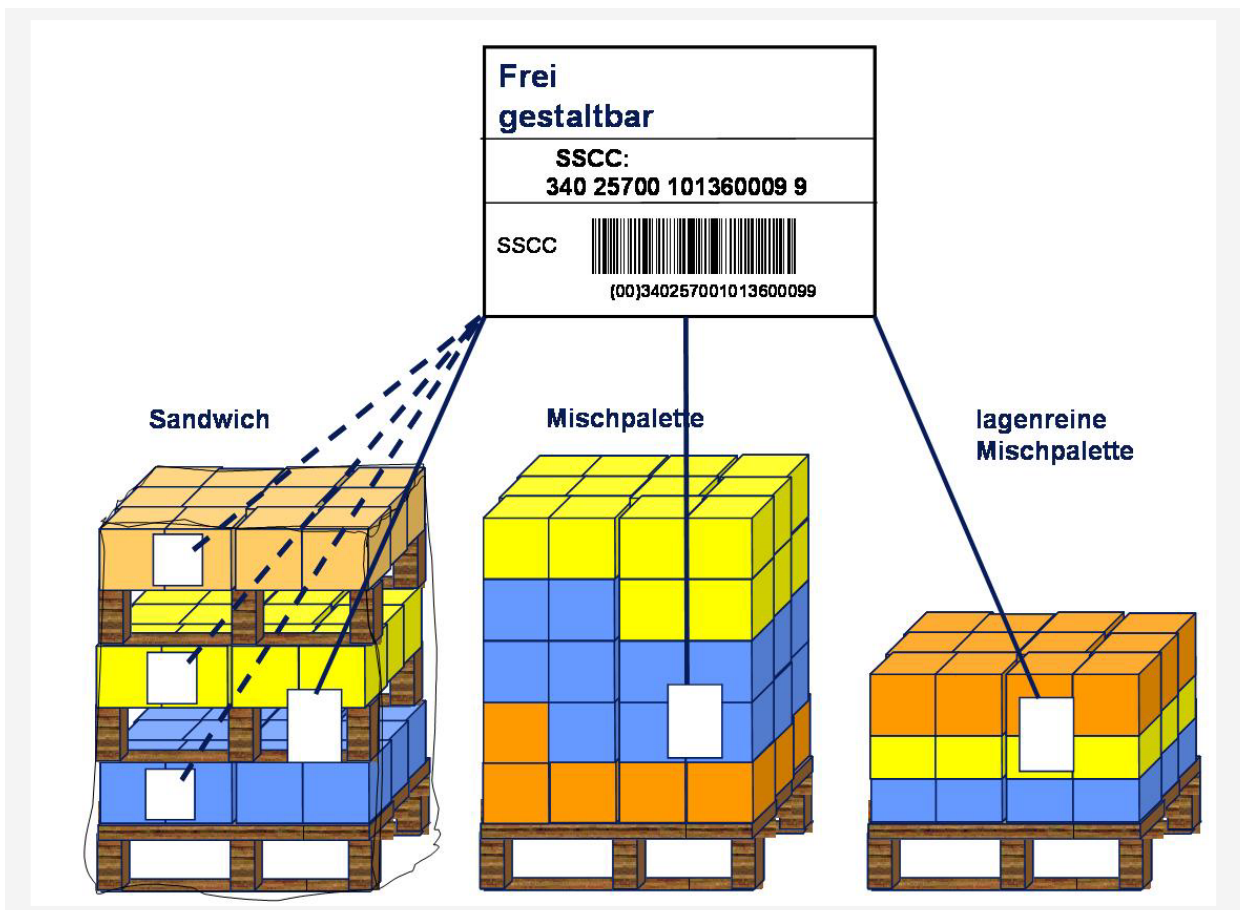 Frei
gestaltbar
SSCC:
340 25700 101360009 9
SSCC
(00)340257001013600099
Sandwich
Mischpalette
lagenreine
Mischpalette